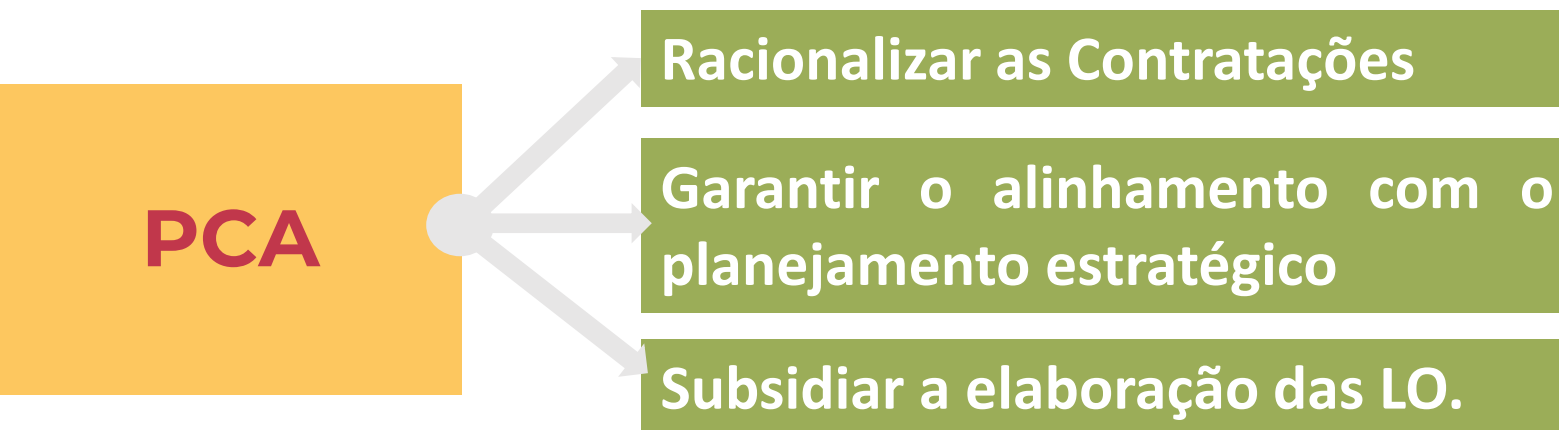 PCA
Racionalizar as Contratações
Garantir o alinhamento com o
planejamento estratégico
Subsidiar a elaboração das LO.